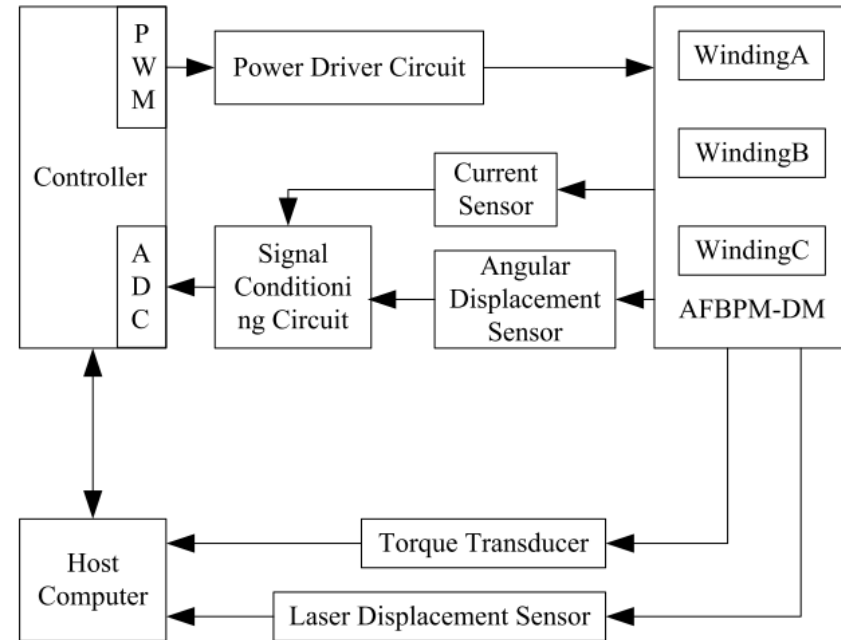 P
W
M
Power Driver Circuit
WindingA
WindingB
Controller
Current
Sensor
A
D
C
Signal
Conditioni
ng Circuit
Angular
Displacement
Sensor
WindingC
AFBPM-DM
Host
Computer
Torque Transducer
Laser Displacement Sensor